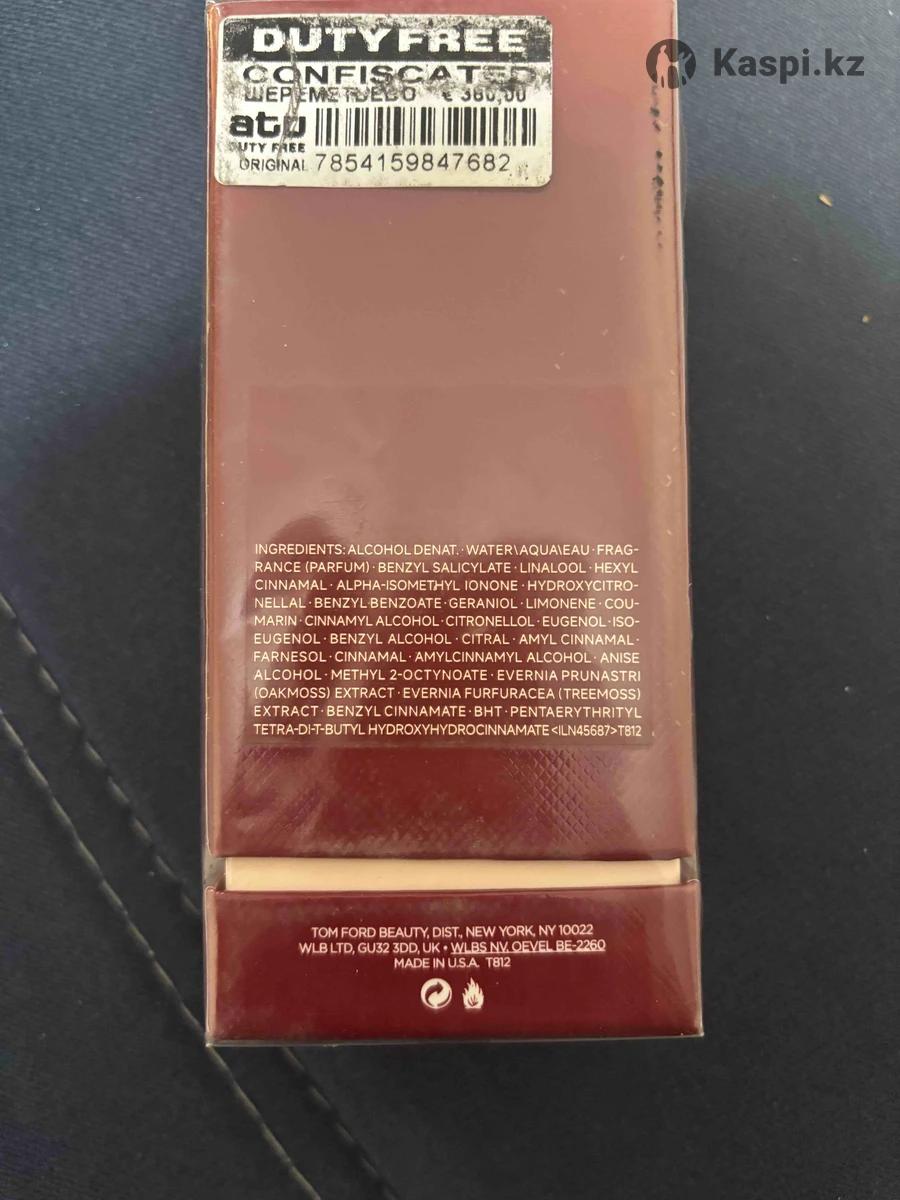 DUTY FREE
CONFISCATED
ШЕРЕМЕТЬЕВО € 380,00
atu
DUTY FREE
ORIGINAL 7854159847682
Kaspi.kz
INGREDIENTS: ALCOHOL DENAT. · WATER\AQUA\EAU · FRAG-
RANCE (PARFUM) · BENZYL SALICYLATE · LINALOOL · HEXYL
CINNAMAL · ALPHA-ISOMETHYL IONONE · HYDROXYCITRO-
NELLAL · BENZYL BENZOATE · GERANIOL · LIMONENE · COU-
MARIN · CINNAMYL ALCOHOL · CITRONELLOL · EUGENOL · ISO-
EUGENOL · BENZYL ALCOHOL · CITRAL · AMYL CINNAMAL ·
FARNESOL · CINNAMAL · AMYLCINNAMYL ALCOHOL · ANISE
ALCOHOL · METHYL 2-OCTYNOATE · EVERNIA PRUNASTRI
(OAKMOSS) EXTRACT · EVERNIA FURFURACEA (TREEMOSS)
EXTRACT · BENZYL CINNAMATE · BHT · PENTAERYTHRITYL
TETRA-DI-T-BUTYL HYDROXYHYDROCINNAMATE <ILN45687> T812
TOM FORD BEAUTY, DIST., NEW YORK, NY 10022
WLB LTD, GU32 3DD, UK • WLBS NV. OEVEL BE-2260
MADE IN U.S.A. T812